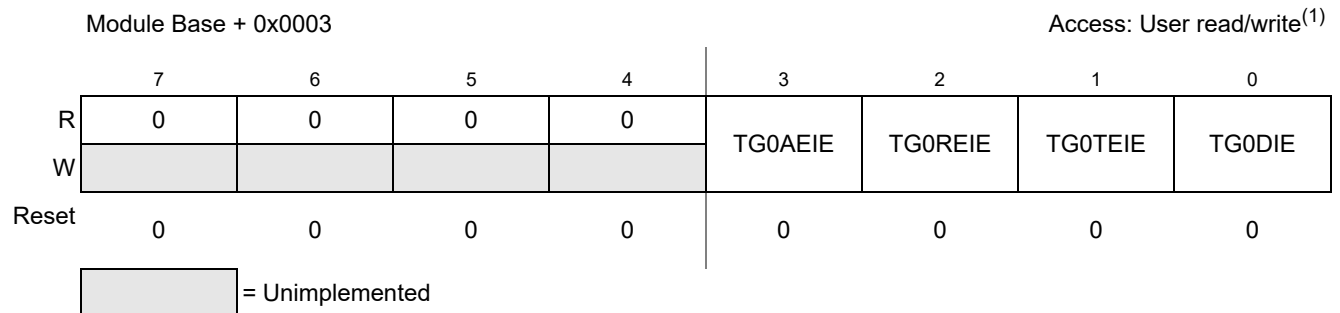 Module Base + 0x0003 Access: User read/write(1)
7 6 5 4 3 2 1 0
R 0 0 0 0 TG0AEIE TG0REIE TG0TEIE TG0DIE
W
Reset 0 0 0 0 0 0 0 0
= Unimplemented